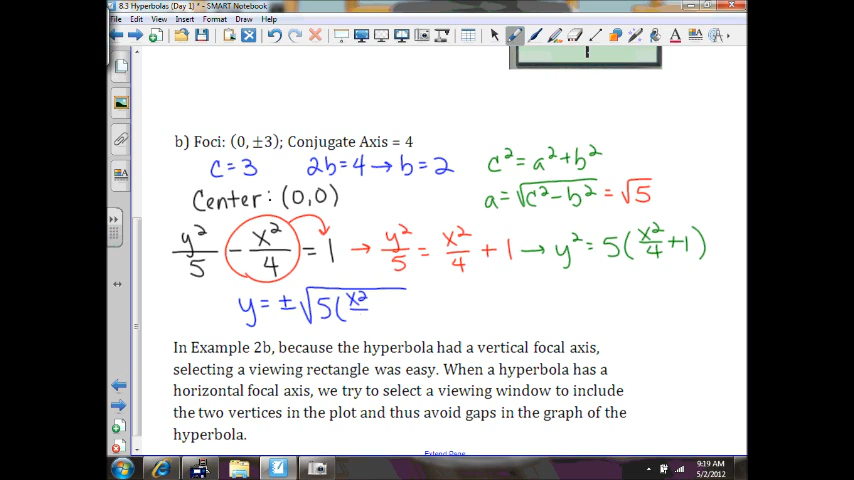 8.3 Hyperbolas (Day 1) * - SMART Notebook
File Edit View Insert Format Draw Help
b) Foci: (0, ±3); Conjugate Axis = 4
c = 3 2b = 4 → b = 2 c² = a² + b²
Center: (0,0) a = √(c² - b²) = √5
y²/5 - x²/4 = 1 → y²/5 = x²/4 + 1 → y² = 5(x²/4 + 1)
y = ± √5(x²
In Example 2b, because the hyperbola had a vertical focal axis,
selecting a viewing rectangle was easy. When a hyperbola has a
horizontal focal axis, we try to select a viewing window to include
the two vertices in the plot and thus avoid gaps in the graph of the
hyperbola.
Extend Page
9:19 AM
5/2/2012